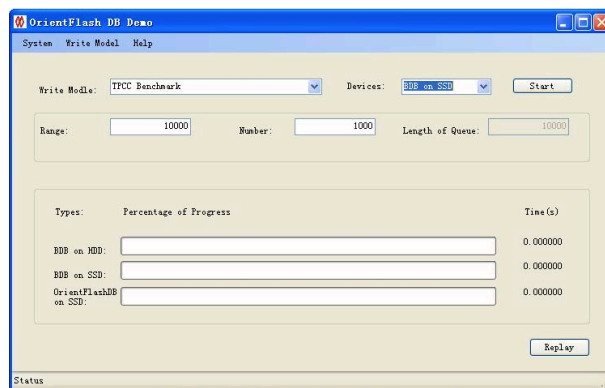 OrientFlash DB Demo
System Write Model Help
Write Modle: TPCC Benchmark Devices: BDB on SSD Start
Range: 10000 Number: 1000 Length of Queue: 10000
Types: Percentage of Progress Time(s)
BDB on HDD: 0.000000
BDB on SSD: 0.000000
OrientFlashDB
on SSD: 0.000000
Replay
Status